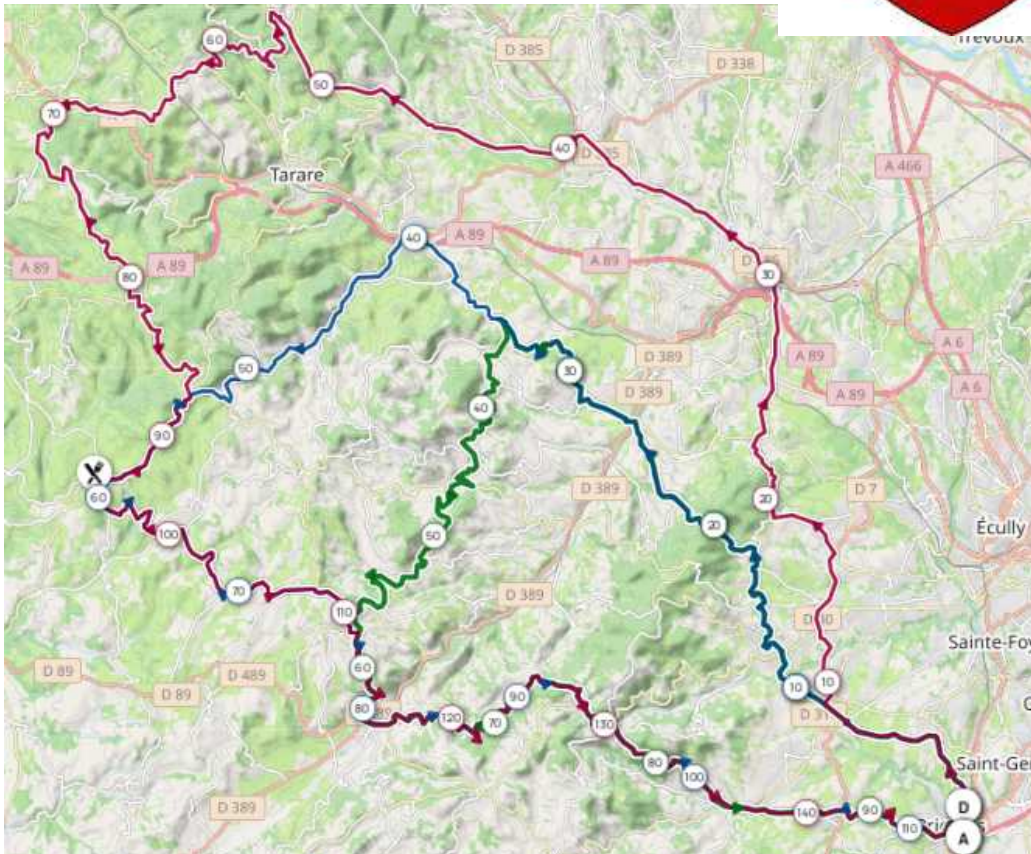 Trévoux
60
D 385
D 338
50
70
40
A 466
Tarare
40
A 89
A 89
30
A 89
A 89
80
A 6
D 389
A 89
50
30
A 89
A 6
D 389
40
90
D 7
60
D 389
20
20
Écully
100
50
70
D 389
110
Sainte-Foy
60
D 89
D 489
10
10
D 89
90
80
120
70
130
D 31
Saint-Ge
80
100
D 389
140
90
D
110
A